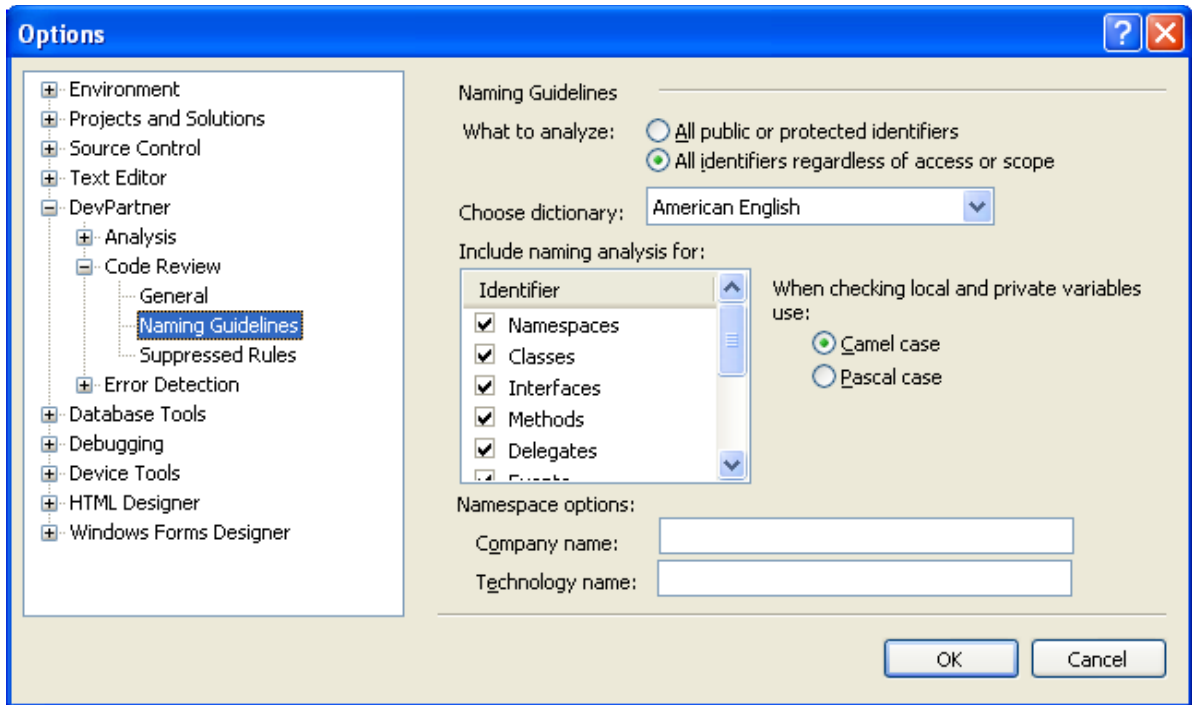 Options
Environment
Projects and Solutions
Source Control
Text Editor
DevPartner
Analysis
Code Review
General
Naming Guidelines
Suppressed Rules
Error Detection
Database Tools
Debugging
Device Tools
HTML Designer
Windows Forms Designer
Naming Guidelines
What to analyze:
All public or protected identifiers
All identifiers regardless of access or scope
Choose dictionary: American English
Include naming analysis for:
Identifier
Namespaces
Classes
Interfaces
Methods
Delegates
When checking local and private variables
use:
Camel case
Pascal case
Namespace options:
Company name:
Technology name:
OK Cancel